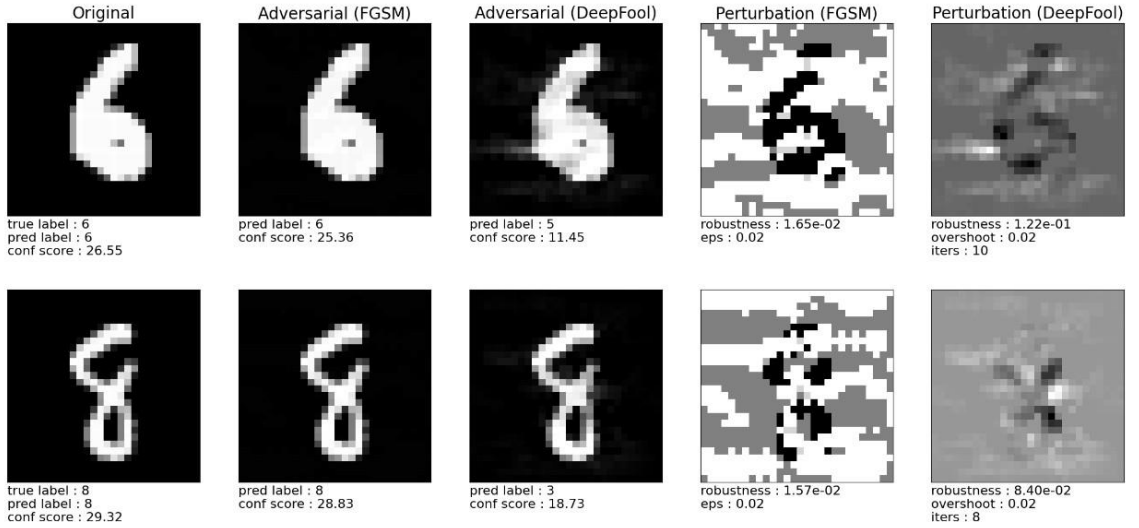 Original
Adversarial (FGSM)
Adversarial (DeepFool)
Perturbation (FGSM)
Perturbation (DeepFool)
true label : 6
pred label : 6
conf score : 26.55
pred label : 6
conf score : 25.36
pred label : 5
conf score : 11.45
robustness : 1.65e-02
eps : 0.02
robustness : 1.22e-01
overshoot : 0.02
iters : 10
true label : 8
pred label : 8
conf score : 29.32
pred label : 8
conf score : 28.83
pred label : 3
conf score : 18.73
robustness : 1.57e-02
eps : 0.02
robustness : 8.40e-02
overshoot : 0.02
iters : 8